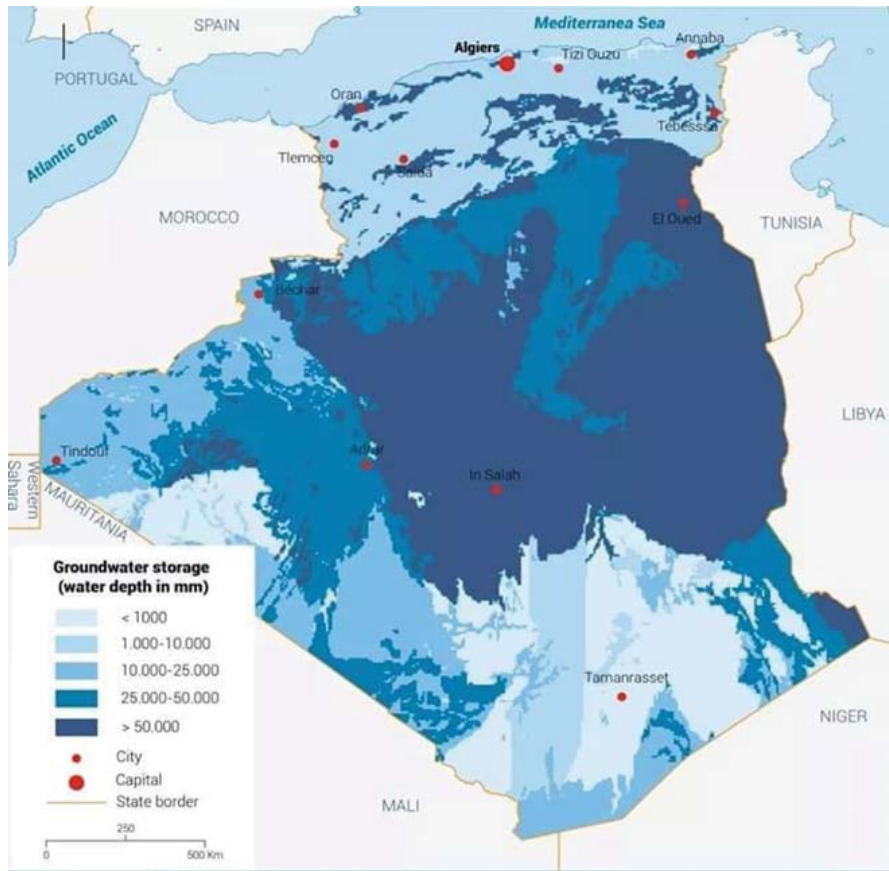 SPAIN
Mediterranean Sea
PORTUGAL
Algiers
Tizi Ouzu
Annaba
Oran
Tebesssa
Atlantic Ocean
Tlemcen
Saida
MOROCCO
El Oued
TUNISIA
Bechar
LIBYA
Tindouf
Adrar
In Salah
Western
Sahara
MAURITANIA
Groundwater storage
(water depth in mm)
< 1000
1.000-10.000
10.000-25.000
25.000-50.000
> 50.000
City
Capital
State border
250
0
500 Km
Tamanrasset
NIGER
MALI